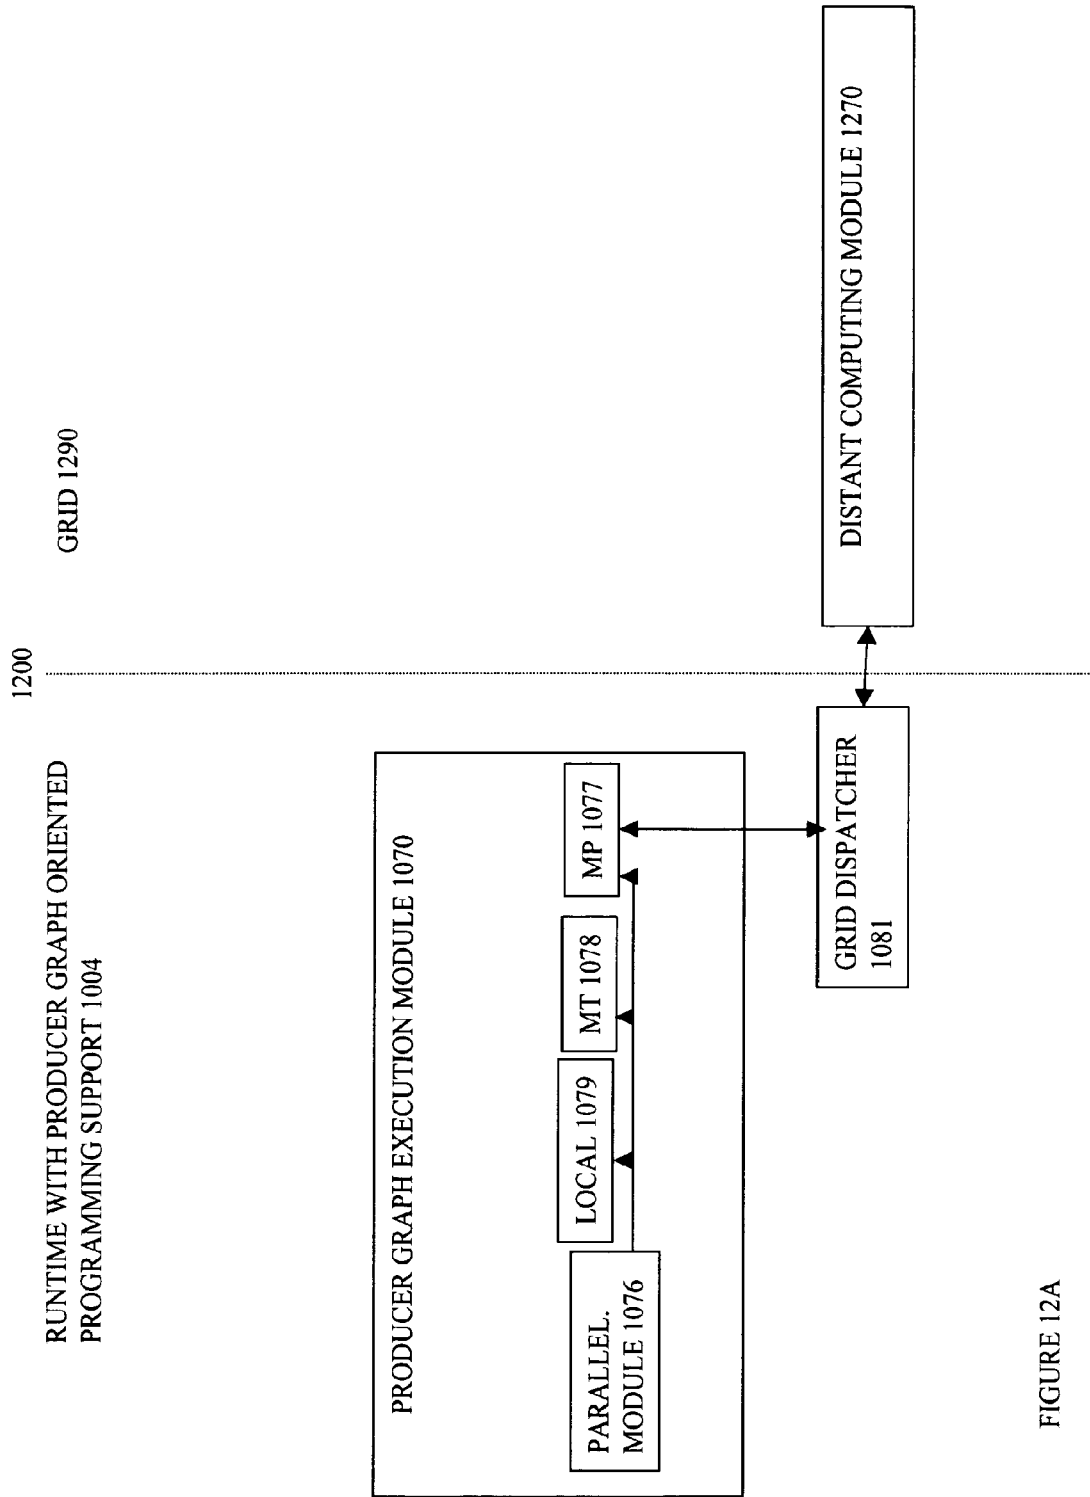 1200
RUNTIME WITH PRODUCER GRAPH ORIENTED
PROGRAMMING SUPPORT 1004
GRID 1290
PRODUCER GRAPH EXECUTION MODULE 1070
PARALLEL.
MODULE 1076
LOCAL 1079
MT 1078
MP 1077
GRID DISPATCHER
1081
DISTANT COMPUTING MODULE 1270
FIGURE 12A